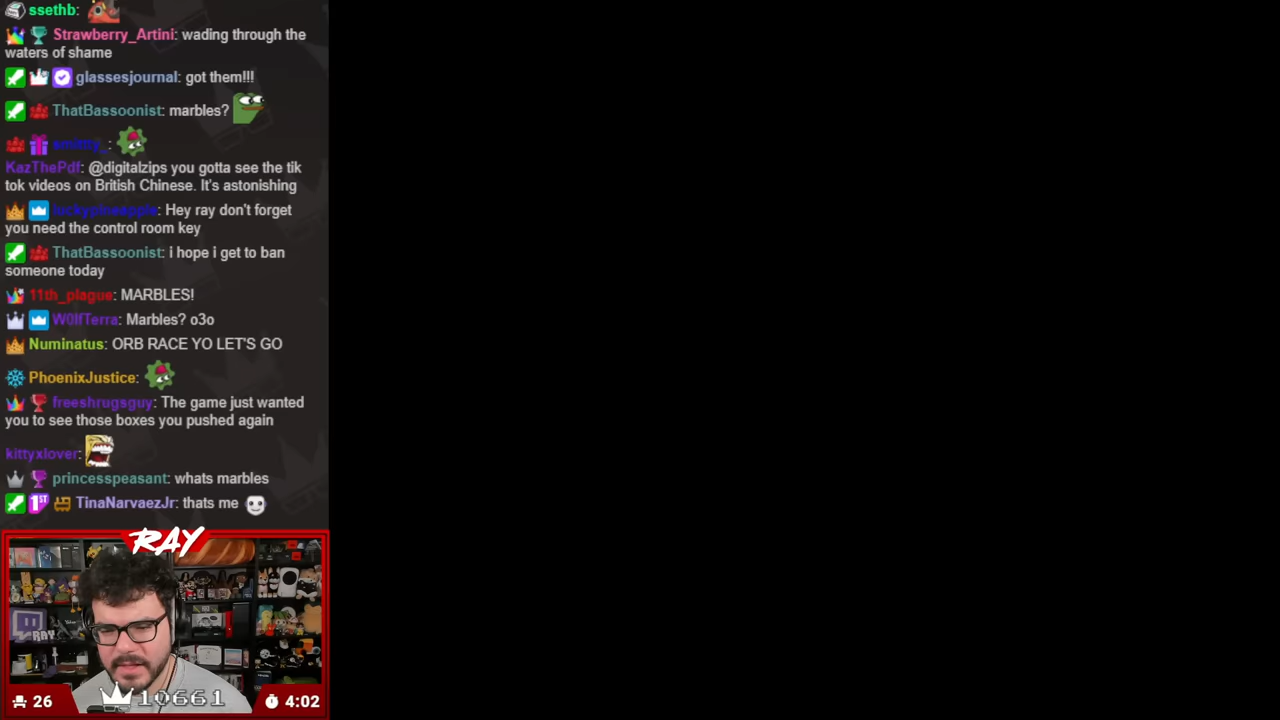 ssethb:
Strawberry_Artini: wading through the
waters of shame
glassesjournal: got them!!!
ThatBassoonist: marbles?
smittty_:
KazThePdf: @digitalzips you gotta see the tik
tok videos on British Chinese. It's astonishing
luckyypineapple: Hey ray don't forget
you need the control room key
ThatBassoonist: i hope i get to ban
someone today
11th_plague: MARBLES!
W0lfTerra: Marbles? o3o
Numinatus: ORB RACE YO LET'S GO
PhoenixJustice:
freeshrugsguy: The game just wanted
you to see those boxes you pushed again
kittyxlover:
princesspeasant: whats marbles
1ST TinaNarvaezJr: thats me
RAY
RAY
26 10661 4:02